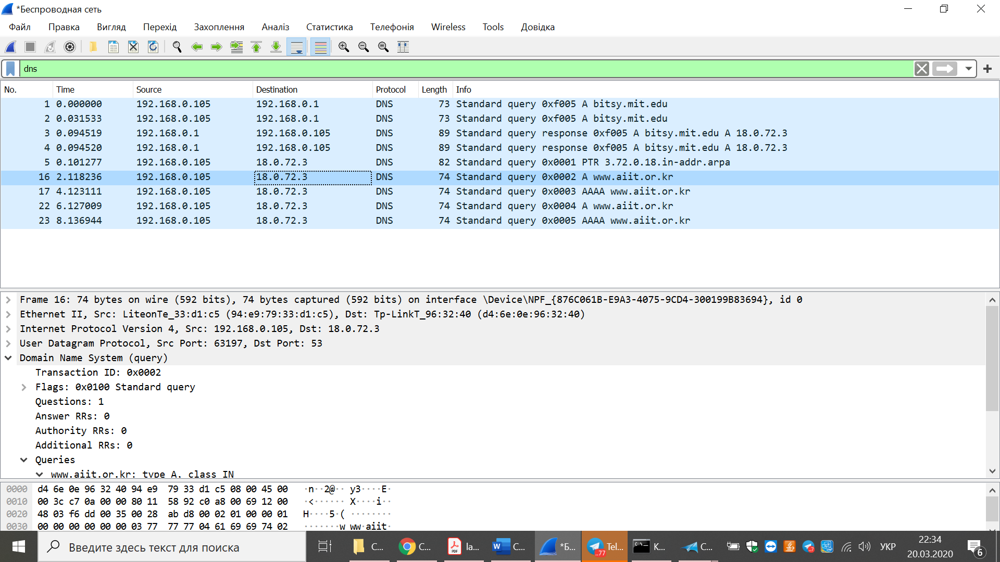 *Беспроводная сеть
Файл Правка Вигляд Перехід Захоплення Аналіз Статистика Телефонія Wireless Tools Довідка
dns
No. Time Source Destination Protocol Length Info
1 0.000000 192.168.0.105 192.168.0.1 DNS 73 Standard query 0xf005 A bitsy.mit.edu
2 0.031533 192.168.0.105 192.168.0.1 DNS 73 Standard query 0xf005 A bitsy.mit.edu
3 0.094519 192.168.0.1 192.168.0.105 DNS 89 Standard query response 0xf005 A bitsy.mit.edu A 18.0.72.3
4 0.094520 192.168.0.1 192.168.0.105 DNS 89 Standard query response 0xf005 A bitsy.mit.edu A 18.0.72.3
5 0.101277 192.168.0.105 18.0.72.3 DNS 82 Standard query 0x0001 PTR 3.72.0.18.in-addr.arpa
16 2.118236 192.168.0.105 18.0.72.3 DNS 74 Standard query 0x0002 A www.aiit.or.kr
17 4.123111 192.168.0.105 18.0.72.3 DNS 74 Standard query 0x0003 AAAA www.aiit.or.kr
22 6.127009 192.168.0.105 18.0.72.3 DNS 74 Standard query 0x0004 A www.aiit.or.kr
23 8.136944 192.168.0.105 18.0.72.3 DNS 74 Standard query 0x0005 AAAA www.aiit.or.kr
Frame 16: 74 bytes on wire (592 bits), 74 bytes captured (592 bits) on interface \Device\NPF_{876C061B-E9A3-4075-9CD4-300199B83694}, id 0
Ethernet II, Src: LiteonTe_33:d1:c5 (94:e9:79:33:d1:c5), Dst: Tp-LinkT_96:32:40 (d4:6e:0e:96:32:40)
Internet Protocol Version 4, Src: 192.168.0.105, Dst: 18.0.72.3
User Datagram Protocol, Src Port: 63197, Dst Port: 53
Domain Name System (query)
Transaction ID: 0x0002
Flags: 0x0100 Standard query
Questions: 1
Answer RRs: 0
Authority RRs: 0
Additional RRs: 0
Queries
www.aiit.or.kr: type A, class IN
0000 d4 6e 0e 96 32 40 94 e9 79 33 d1 c5 08 00 45 00 ·n··2@·· y3····E·
0010 00 3c c7 0a 00 00 80 11 58 92 c0 a8 00 69 12 00 ·<······ X····i··
0020 48 03 f6 dd 00 35 00 28 ab d8 00 02 01 00 00 01 H····5·( ········
0030 00 00 00 00 00 00 03 77 77 77 04 61 69 69 74 02 ·······w ww·aiit·
Введите здесь текст для поиска
С... С... la... С... *Б... Tel... К... С...
PDF
..77
УКР
22:34
20.03.2020
6